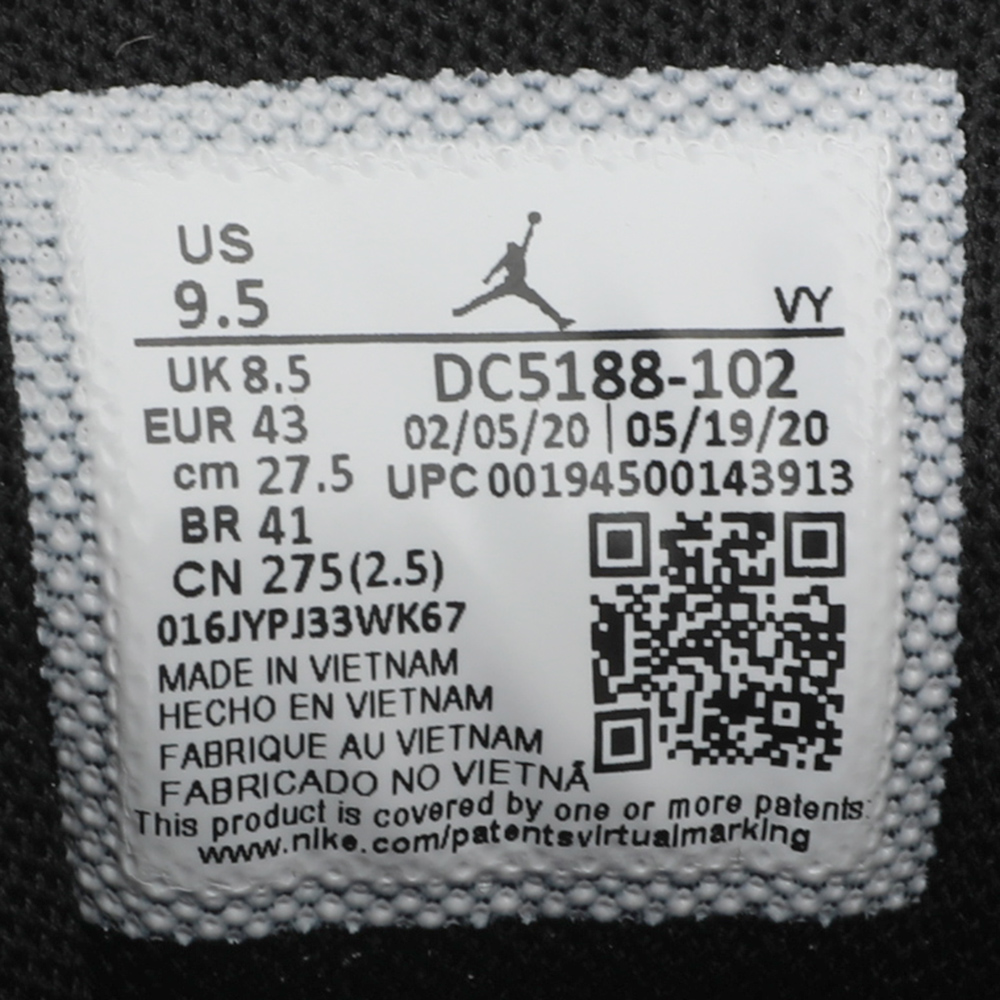 US
9.5
VY
UK 8.5
DC5188-102
EUR 43
02/05/20 | 05/19/20
cm 27.5
UPC 00194500143913
BR 41
CN 275(2.5)
016JYPJ33WK67
MADE IN VIETNAM
HECHO EN VIETNAM
FABRIQUE AU VIETNAM
FABRICADO NO VIETNÃ
This product is covered by one or more patents:
www.nike.com/patentsvirtualmarking